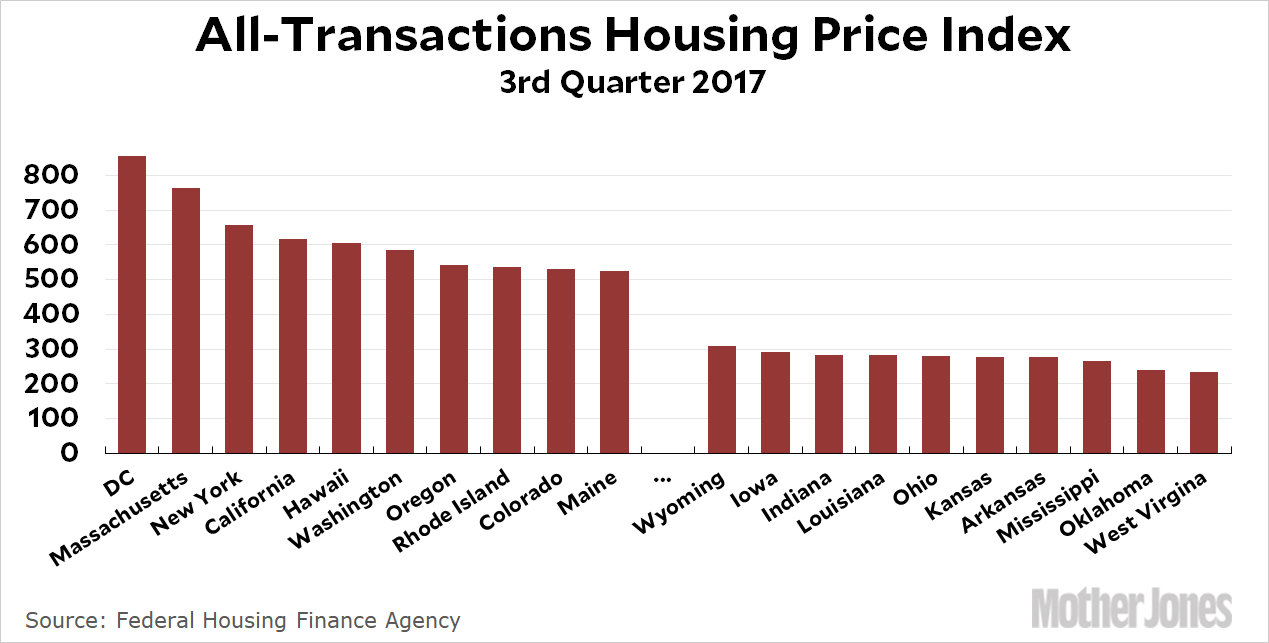 All-Transactions Housing Price Index
3rd Quarter 2017
800
700
600
500
400
300
200
100
0
DC
Massachusetts
New York
California
Hawaii
Washington
Oregon
Rhode Island
Colorado
Maine
...
Wyoming
Iowa
Indiana
Louisiana
Ohio
Kansas
Arkansas
Mississippi
Oklahoma
West Virgina
Source: Federal Housing Finance Agency
Mother Jones